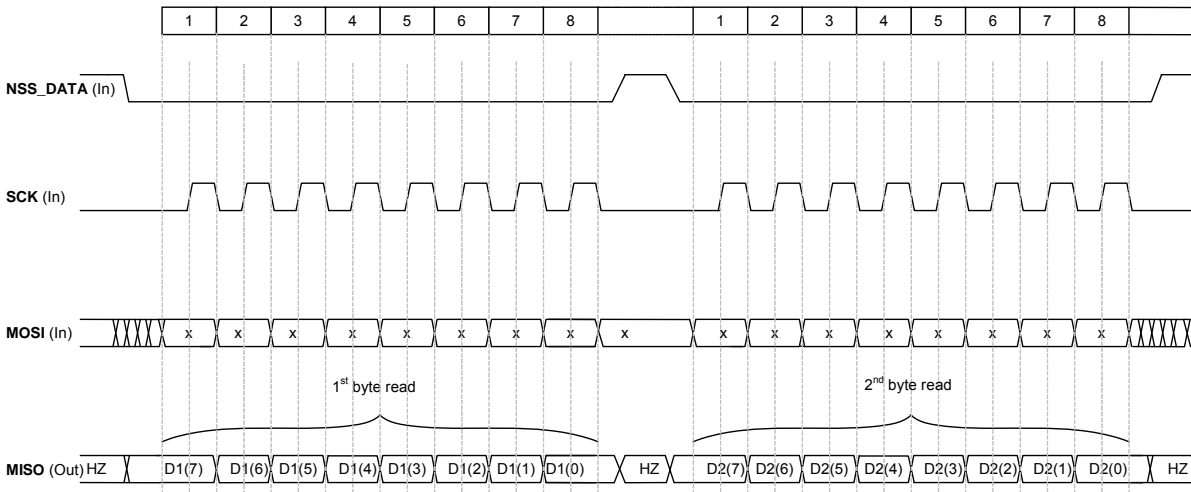 1 2 3 4 5 6 7 8 1 2 3 4 5 6 7 8
NSS_DATA (In)
SCK (In)
MOSI (In) x x x x x x x x x x x x x x x x x
1st byte read 2nd byte read
MISO (Out) HZ D1(7) D1(6) D1(5) D1(4) D1(3) D1(2) D1(1) D1(0) HZ D2(7) D2(6) D2(5) D2(4) D2(3) D2(2) D2(1) D2(0) HZ